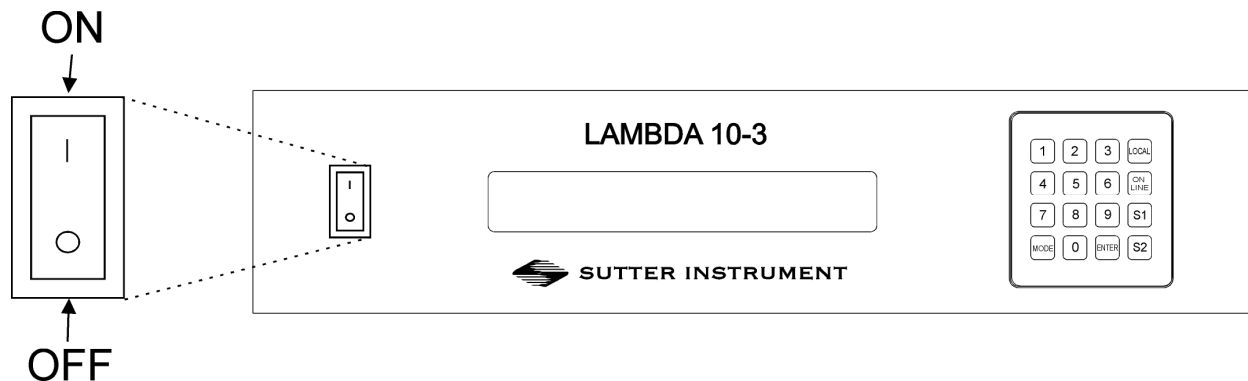 ON
I
O
OFF
I
O
LAMBDA 10-3
SUTTER INSTRUMENT
1 2 3 LOCAL
4 5 6 ON LINE
7 8 9 S1
MODE 0 ENTER S2